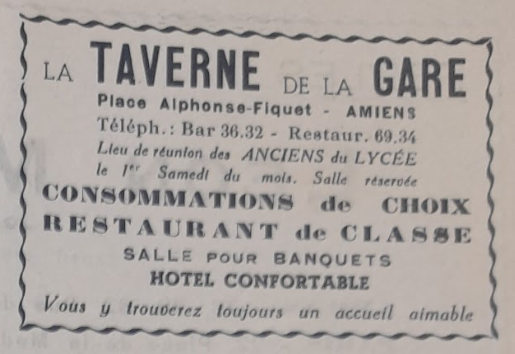 LA TAVERNE DE LA GARE
Place Alphonse-Fiquet - AMIENS
Téléph.: Bar 36.32 - Restaur. 69.34
Lieu de réunion des ANCIENS du LYCÉE
le 1er Samedi du mois. Salle réservée
CONSOMMATIONS de CHOIX
RESTAURANT de CLASSE
SALLE POUR BANQUETS
HOTEL CONFORTABLE
Vous y trouverez toujours un accueil aimable